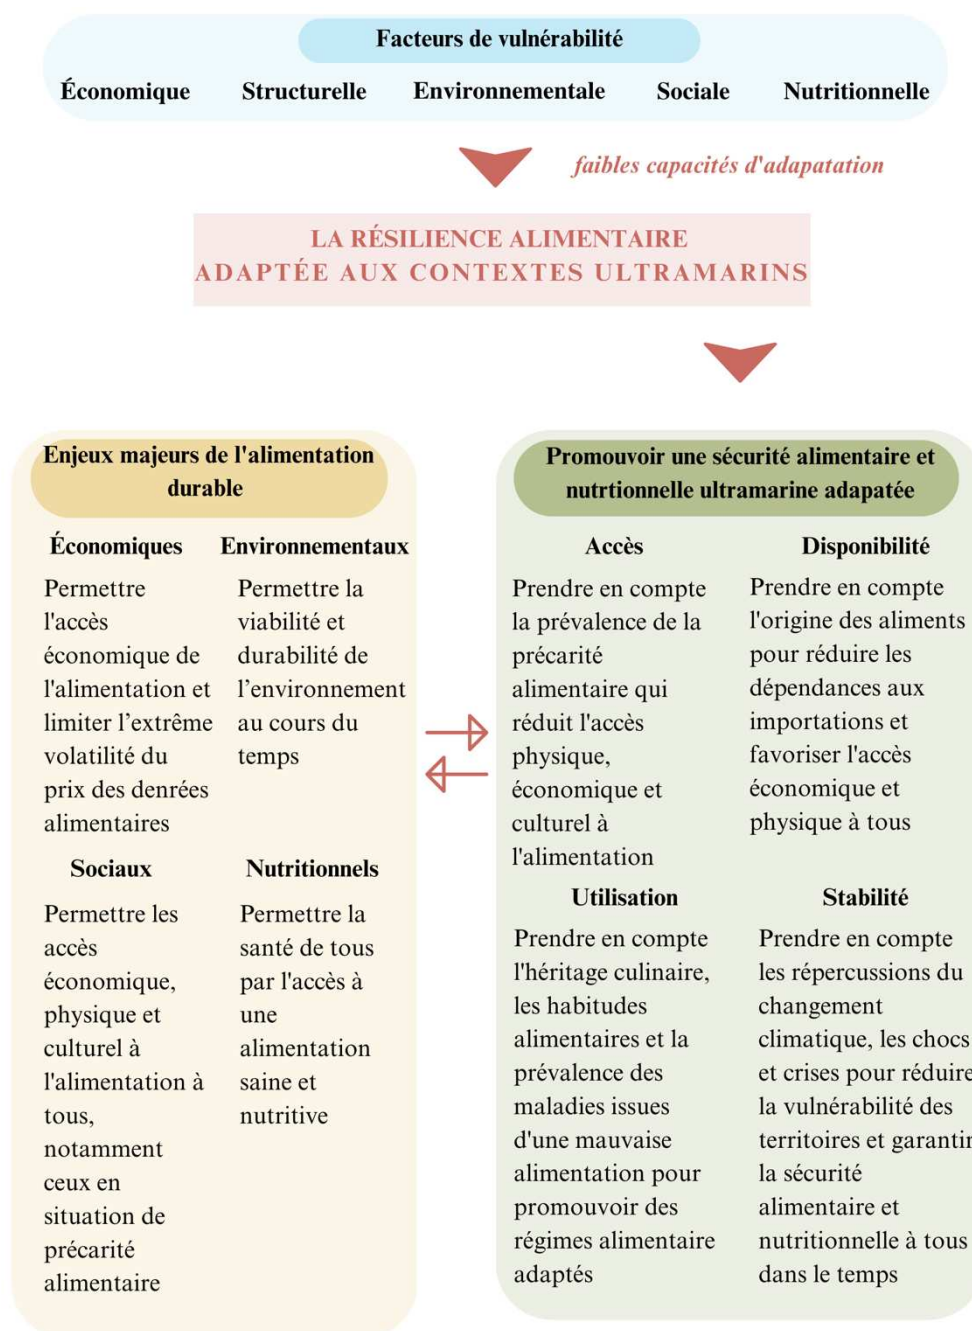 Facteurs de vulnérabilité
Économique Structurelle Environnementale Sociale Nutritionnelle
faibles capacités d'adapatation
LA RÉSILIENCE ALIMENTAIRE
ADAPTÉE AUX CONTEXTES ULTRAMARINS
Enjeux majeurs de l'alimentation
durable
Économiques
Permettre
l'accès
économique de
l'alimentation et
limiter l’extrême
volatilité du
prix des denrées
alimentaires
Environnementaux
Permettre la
viabilité et
durabilité de
l’environnement
au cours du
temps
Sociaux
Permettre les
accès
économique,
physique et
culturel à
l'alimentation à
tous,
notamment
ceux en
situation de
précarité
alimentaire
Nutritionnels
Permettre la
santé de tous
par l'accès à
une
alimentation
saine et
nutritive
Promouvoir une sécurité alimentaire et
nutrtionnelle ultramarine adapatée
Accès
Prendre en compte
la prévalence de la
précarité
alimentaire qui
réduit l'accès
physique,
économique et
culturel à
l'alimentation
Disponibilité
Prendre en compte
l'origine des aliments
pour réduire les
dépendances aux
importations et
favoriser l'accès
économique et
physique à tous
Utilisation
Prendre en compte
l'héritage culinaire,
les habitudes
alimentaires et la
prévalence des
maladies issues
d'une mauvaise
alimentation pour
promouvoir des
régimes alimentaire
adaptés
Stabilité
Prendre en compte
les répercussions du
changement
climatique, les chocs
et crises pour réduire
la vulnérabilité des
territoires et garantir
la sécurité
alimentaire et
nutritionnelle à tous
dans le temps